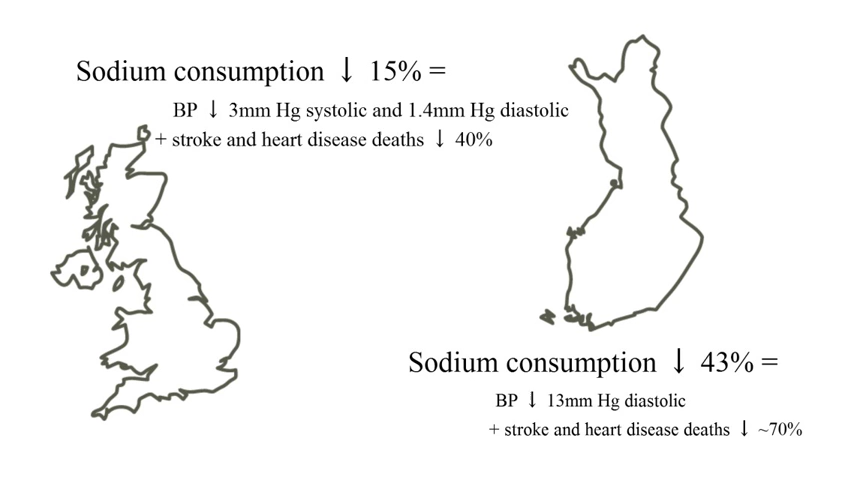 Sodium consumption ↓ 15% =
BP ↓ 3mm Hg systolic and 1.4mm Hg diastolic
+ stroke and heart disease deaths ↓ 40%
Sodium consumption ↓ 43% =
BP ↓ 13mm Hg diastolic
+ stroke and heart disease deaths ↓ ~70%